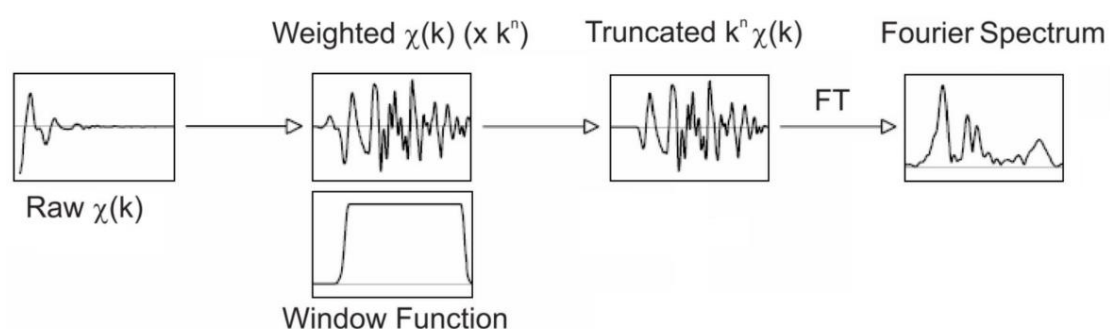 Weighted χ(k) (x kⁿ)
Truncated kⁿχ(k)
Fourier Spectrum
FT
Raw χ(k)
Window Function